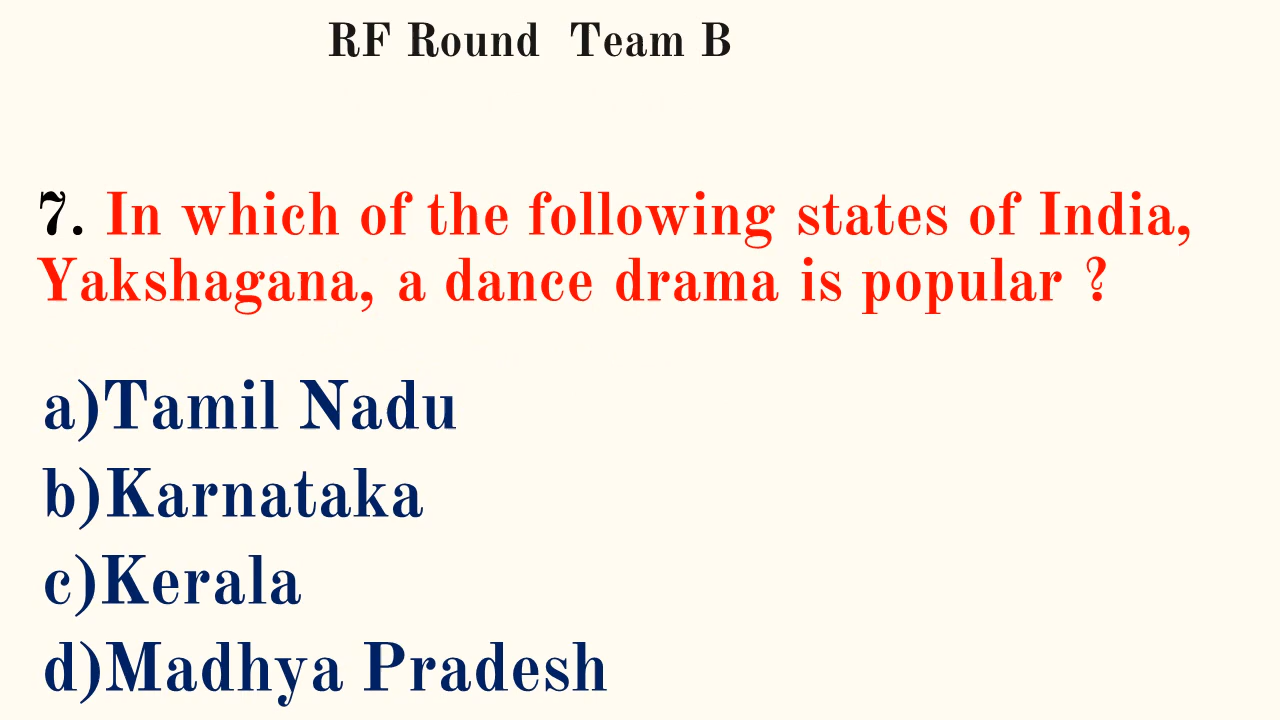 RF Round Team B
7. In which of the following states of India,
Yakshagana, a dance drama is popular ?
a)Tamil Nadu
b)Karnataka
c)Kerala
d)Madhya Pradesh